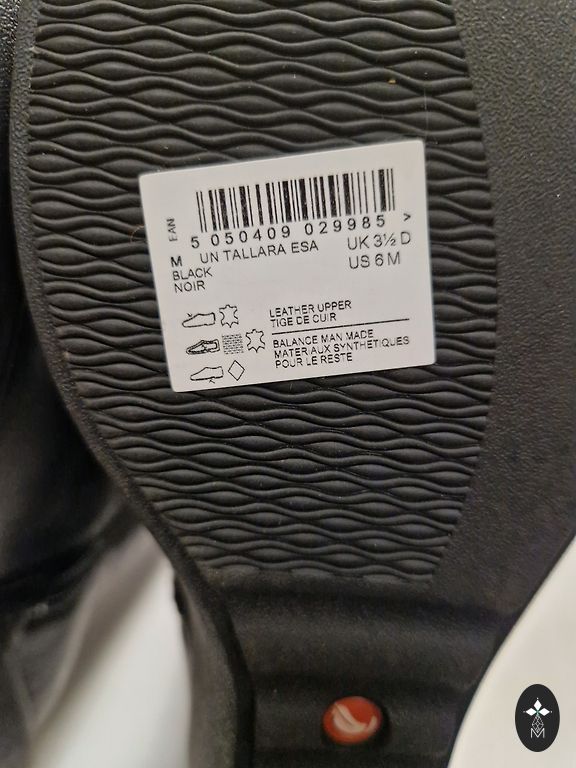 EAN
5 050409 029985 >
M UN TALLARA ESA UK 3½ D
BLACK US 6 M
NOIR
LEATHER UPPER
TIGE DE CUIR
BALANCE MAN MADE
MATERIAUX SYNTHETIQUES
POUR LE RESTE
M